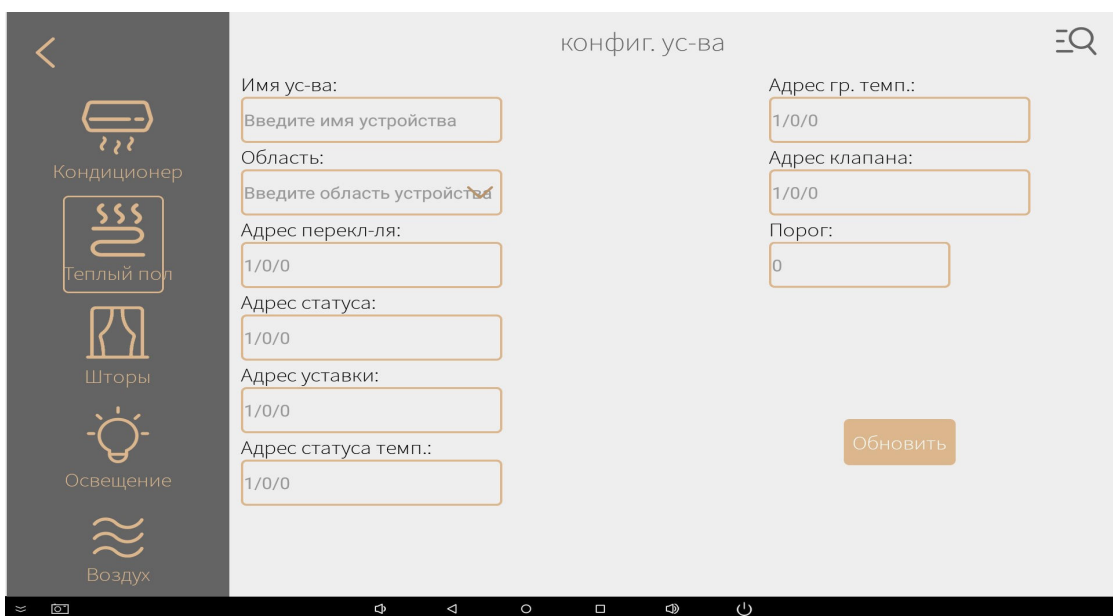 конфиг. ус-ва
Кондиционер
Теплый пол
Шторы
Освещение
Воздух
Имя ус-ва:
Введите имя устройства
Область:
Введите область устройства
Адрес перекл-ля:
1/0/0
Адрес статуса:
1/0/0
Адрес уставки:
1/0/0
Адрес статуса темп.:
1/0/0
Адрес гр. темп.:
1/0/0
Адрес клапана:
1/0/0
Порог:
0
Обновить